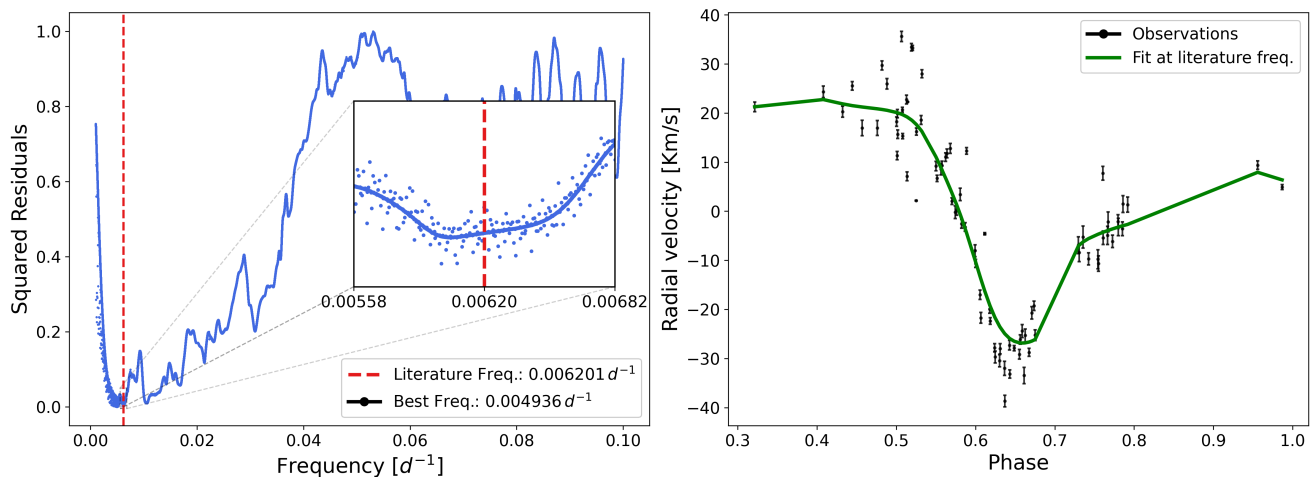 1.0
0.8
0.6
0.4
0.2
0.0
Squared Residuals
0.00558 0.00620 0.00682
Literature Freq.: 0.006201 d⁻¹
Best Freq.: 0.004936 d⁻¹
0.00 0.02 0.04 0.06 0.08 0.10
Frequency [d⁻¹]
40
30
20
10
0
−10
−20
−30
−40
Radial velocity [Km/s]
Observations
Fit at literature freq.
0.3 0.4 0.5 0.6 0.7 0.8 0.9 1.0
Phase